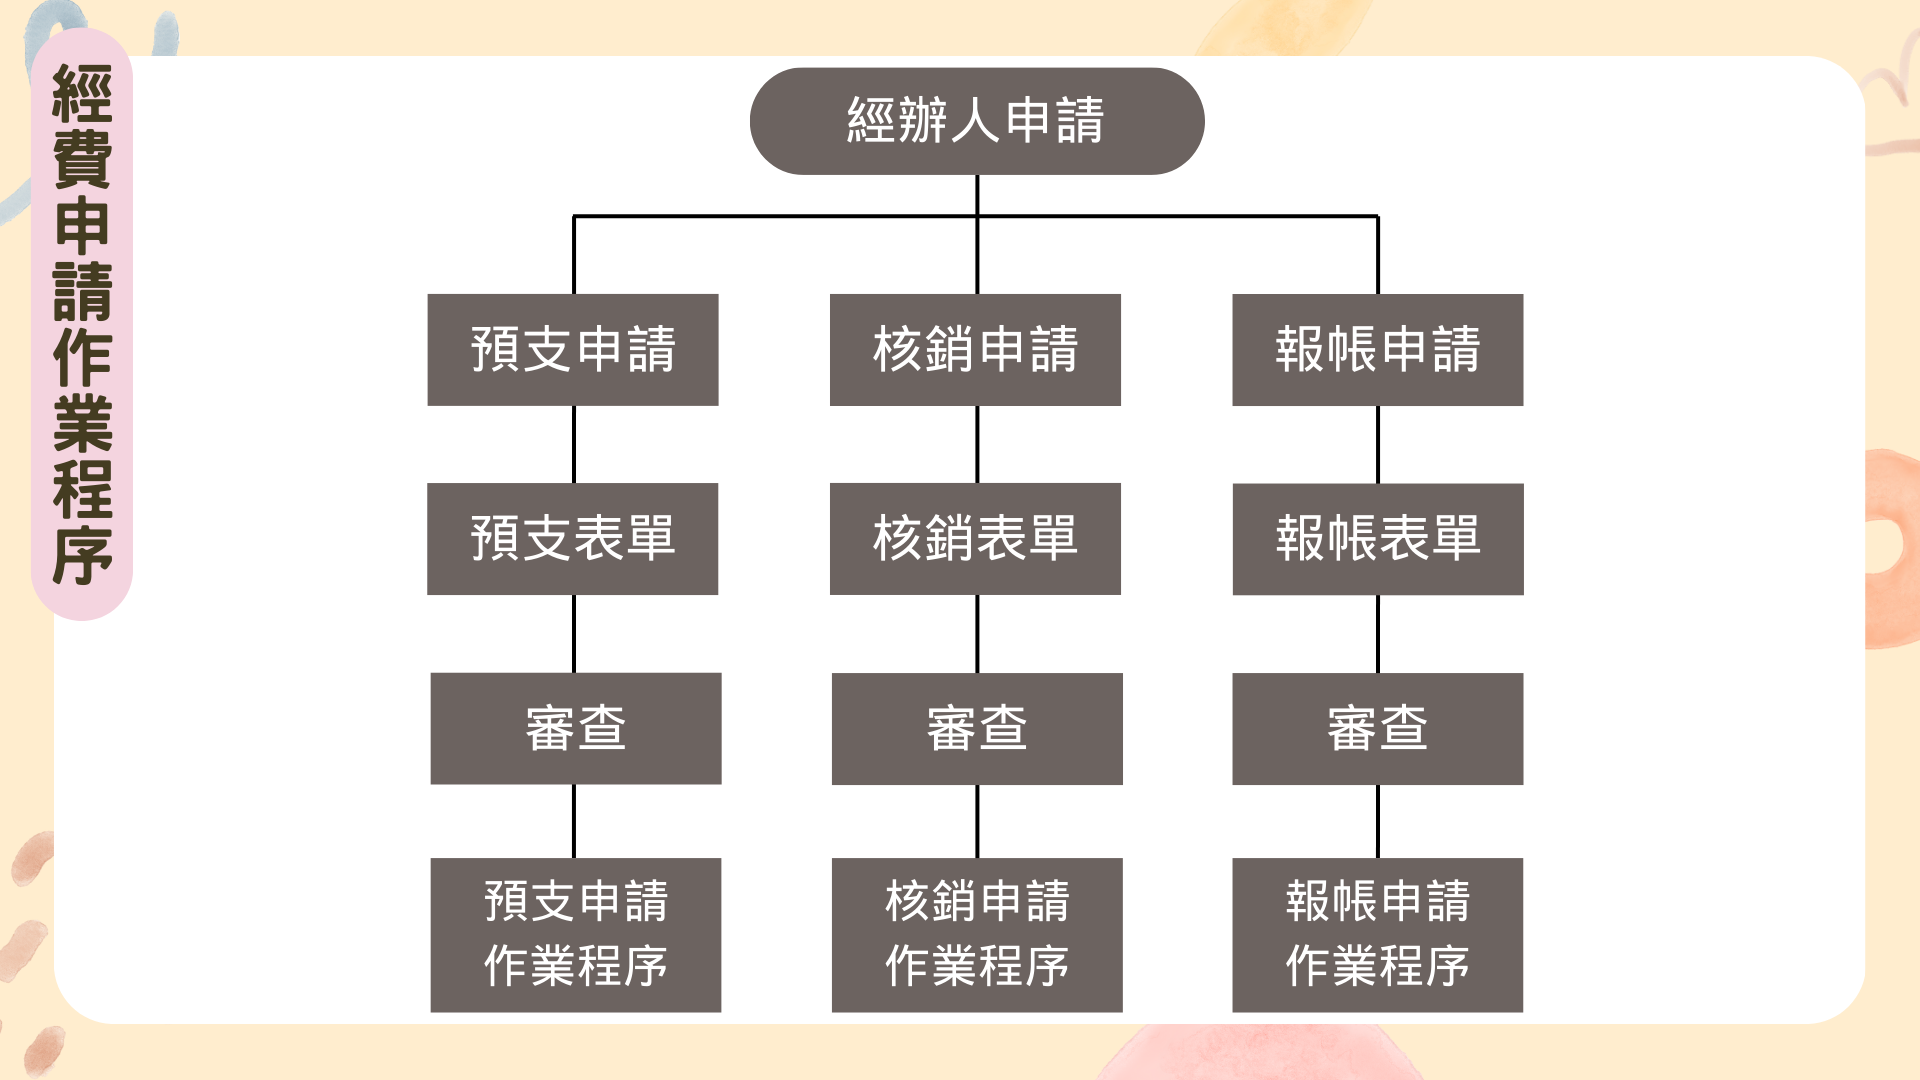 經費申請作業程序
經辦人申請
預支申請
核銷申請
報帳申請
預支表單
核銷表單
報帳表單
審查
審查
審查
預支申請
作業程序
核銷申請
作業程序
報帳申請
作業程序